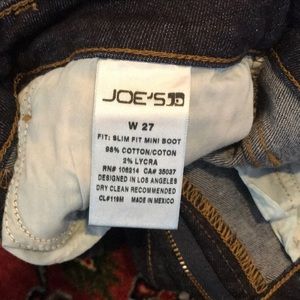 JOE'S JD
W 27
FIT: SLIM FIT MINI BOOT
98% COTTON/COTON
2% LYCRA
RN# 106214 CA# 35037
DESIGNED IN LOS ANGELES
DRY CLEAN RECOMMENDED
CL#119M MADE IN MEXICO